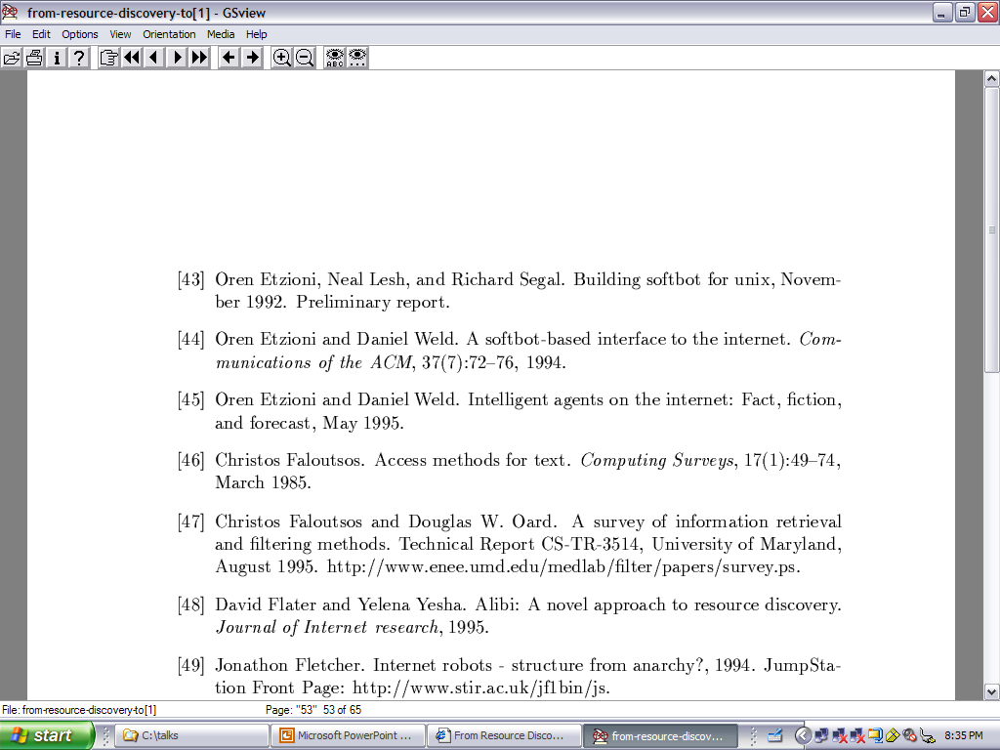 from-resource-discovery-to[1] - GSview
File Edit Options View Orientation Media Help
[43] Oren Etzioni, Neal Lesh, and Richard Segal. Building softbot for unix, Novem-
ber 1992. Preliminary report.
[44] Oren Etzioni and Daniel Weld. A softbot-based interface to the internet. Com-
munications of the ACM, 37(7):72–76, 1994.
[45] Oren Etzioni and Daniel Weld. Intelligent agents on the internet: Fact, fiction,
and forecast, May 1995.
[46] Christos Faloutsos. Access methods for text. Computing Surveys, 17(1):49–74,
March 1985.
[47] Christos Faloutsos and Douglas W. Oard. A survey of information retrieval
and filtering methods. Technical Report CS-TR-3514, University of Maryland,
August 1995. http://www.enee.umd.edu/medlab/filter/papers/survey.ps.
[48] David Flater and Yelena Yesha. Alibi: A novel approach to resource discovery.
Journal of Internet research, 1995.
[49] Jonathon Fletcher. Internet robots - structure from anarchy?, 1994. JumpSta-
tion Front Page: http://www.stir.ac.uk/jf1bin/js.
File: from-resource-discovery-to[1] Page: "53" 53 of 65
start C:\talks Microsoft PowerPoint ... From Resource Disco... from-resource-discov... 8:35 PM